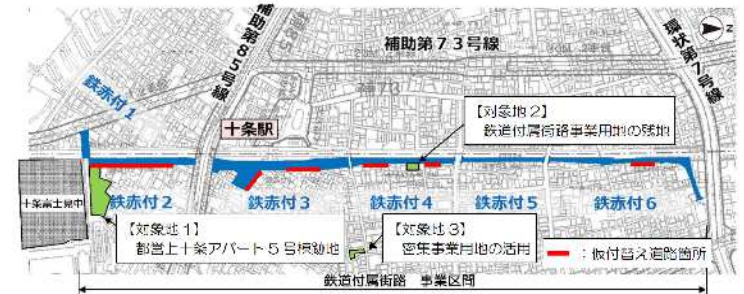 補助第85号線
補助第73号線
環状第7号線
N
鉄赤付1
十条駅
【対象地2】
鉄道付属街路事業用地の残地
十条富士見中
鉄赤付2
鉄赤付3
鉄赤付4
鉄赤付5
鉄赤付6
【対象地1】
都営上十条アパート5号棟跡地
【対象地3】
密集事業用地の活用
:仮付替え道路箇所
鉄道付属街路 事業区間